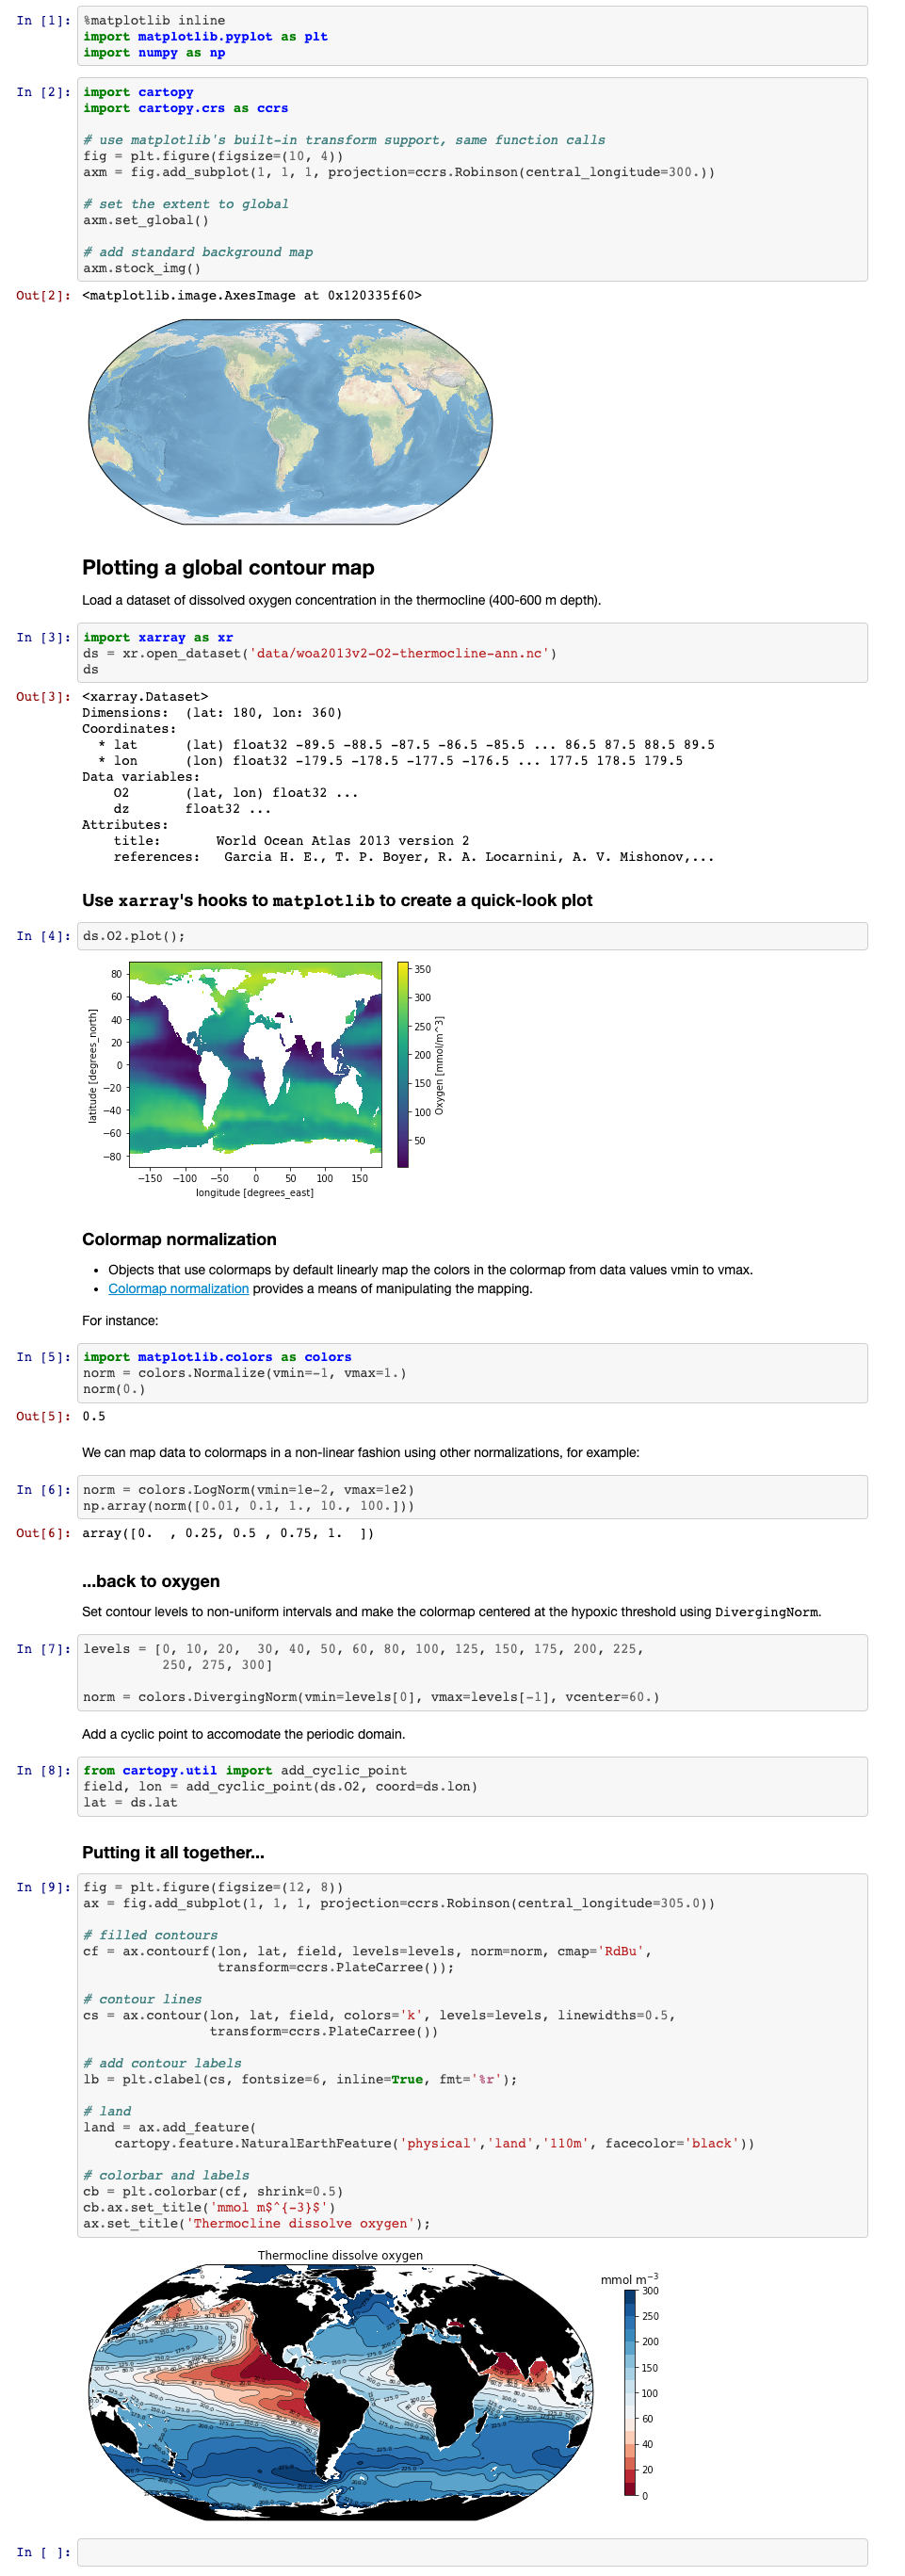 In [1]: %matplotlib inline
import matplotlib.pyplot as plt
import numpy as np
In [2]: import cartopy
import cartopy.crs as ccrs
# use matplotlib's built-in transform support, same function calls
fig = plt.figure(figsize=(10, 4))
axm = fig.add_subplot(1, 1, 1, projection=ccrs.Robinson(central_longitude=300.))
# set the extent to global
axm.set_global()
# add standard background map
axm.stock_img()
Out[2]: <matplotlib.image.AxesImage at 0x120335f60>
Plotting a global contour map
Load a dataset of dissolved oxygen concentration in the thermocline (400-600 m depth).
In [3]: import xarray as xr
ds = xr.open_dataset('data/woa2013v2-O2-thermocline-ann.nc')
ds
Out[3]: <xarray.Dataset>
Dimensions:  (lat: 180, lon: 360)
Coordinates:
  * lat      (lat) float32 -89.5 -88.5 -87.5 -86.5 -85.5 ... 86.5 87.5 88.5 89.5
  * lon      (lon) float32 -179.5 -178.5 -177.5 -176.5 ... 177.5 178.5 179.5
Data variables:
    O2       (lat, lon) float32 ...
    dz       float32 ...
Attributes:
    title:       World Ocean Atlas 2013 version 2
    references:   Garcia H. E., T. P. Boyer, R. A. Locarnini, A. V. Mishonov,...
Use xarray's hooks to matplotlib to create a quick-look plot
In [4]: ds.O2.plot();
80
60
40
20
0
−20
−40
−60
−80
latitude [degrees_north]
−150 −100 −50 0 50 100 150
longitude [degrees_east]
350
300
250
200
150
100
50
Oxygen [mmol/m^3]
Colormap normalization
• Objects that use colormaps by default linearly map the colors in the colormap from data values vmin to vmax.
• Colormap normalization provides a means of manipulating the mapping.
For instance:
In [5]: import matplotlib.colors as colors
norm = colors.Normalize(vmin=-1, vmax=1.)
norm(0.)
Out[5]: 0.5
We can map data to colormaps in a non-linear fashion using other normalizations, for example:
In [6]: norm = colors.LogNorm(vmin=1e-2, vmax=1e2)
np.array(norm([0.01, 0.1, 1., 10., 100.]))
Out[6]: array([0.  , 0.25, 0.5 , 0.75, 1.  ])
...back to oxygen
Set contour levels to non-uniform intervals and make the colormap centered at the hypoxic threshold using DivergingNorm.
In [7]: levels = [0, 10, 20,  30, 40, 50, 60, 80, 100, 125, 150, 175, 200, 225,
          250, 275, 300]
norm = colors.DivergingNorm(vmin=levels[0], vmax=levels[-1], vcenter=60.)
Add a cyclic point to accomodate the periodic domain.
In [8]: from cartopy.util import add_cyclic_point
field, lon = add_cyclic_point(ds.O2, coord=ds.lon)
lat = ds.lat
Putting it all together...
In [9]: fig = plt.figure(figsize=(12, 8))
ax = fig.add_subplot(1, 1, 1, projection=ccrs.Robinson(central_longitude=305.0))
# filled contours
cf = ax.contourf(lon, lat, field, levels=levels, norm=norm, cmap='RdBu',
                 transform=ccrs.PlateCarree());
# contour lines
cs = ax.contour(lon, lat, field, colors='k', levels=levels, linewidths=0.5,
                transform=ccrs.PlateCarree())
# add contour labels
lb = plt.clabel(cs, fontsize=6, inline=True, fmt='%r');
# land
land = ax.add_feature(
    cartopy.feature.NaturalEarthFeature('physical','land','110m', facecolor='black'))
# colorbar and labels
cb = plt.colorbar(cf, shrink=0.5)
cb.ax.set_title('mmol m$^{-3}$')
ax.set_title('Thermocline dissolve oxygen');
Thermocline dissolve oxygen
mmol m⁻³
300
250
200
150
100
60
40
20
0
In [ ]: